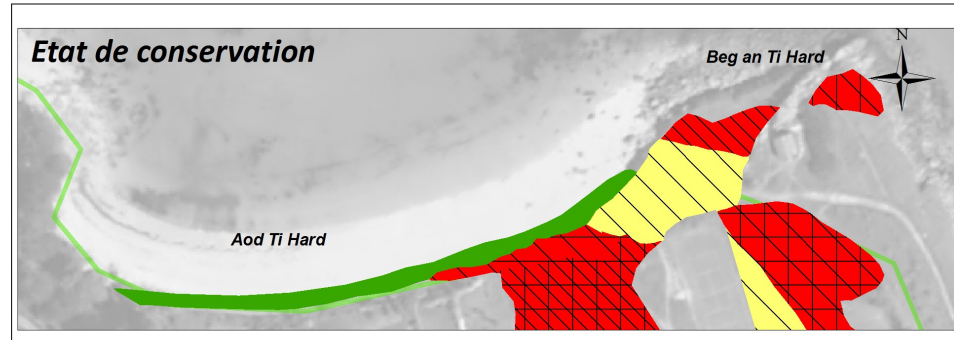 Etat de conservation
Beg an Ti Hard
N
Aod Ti Hard